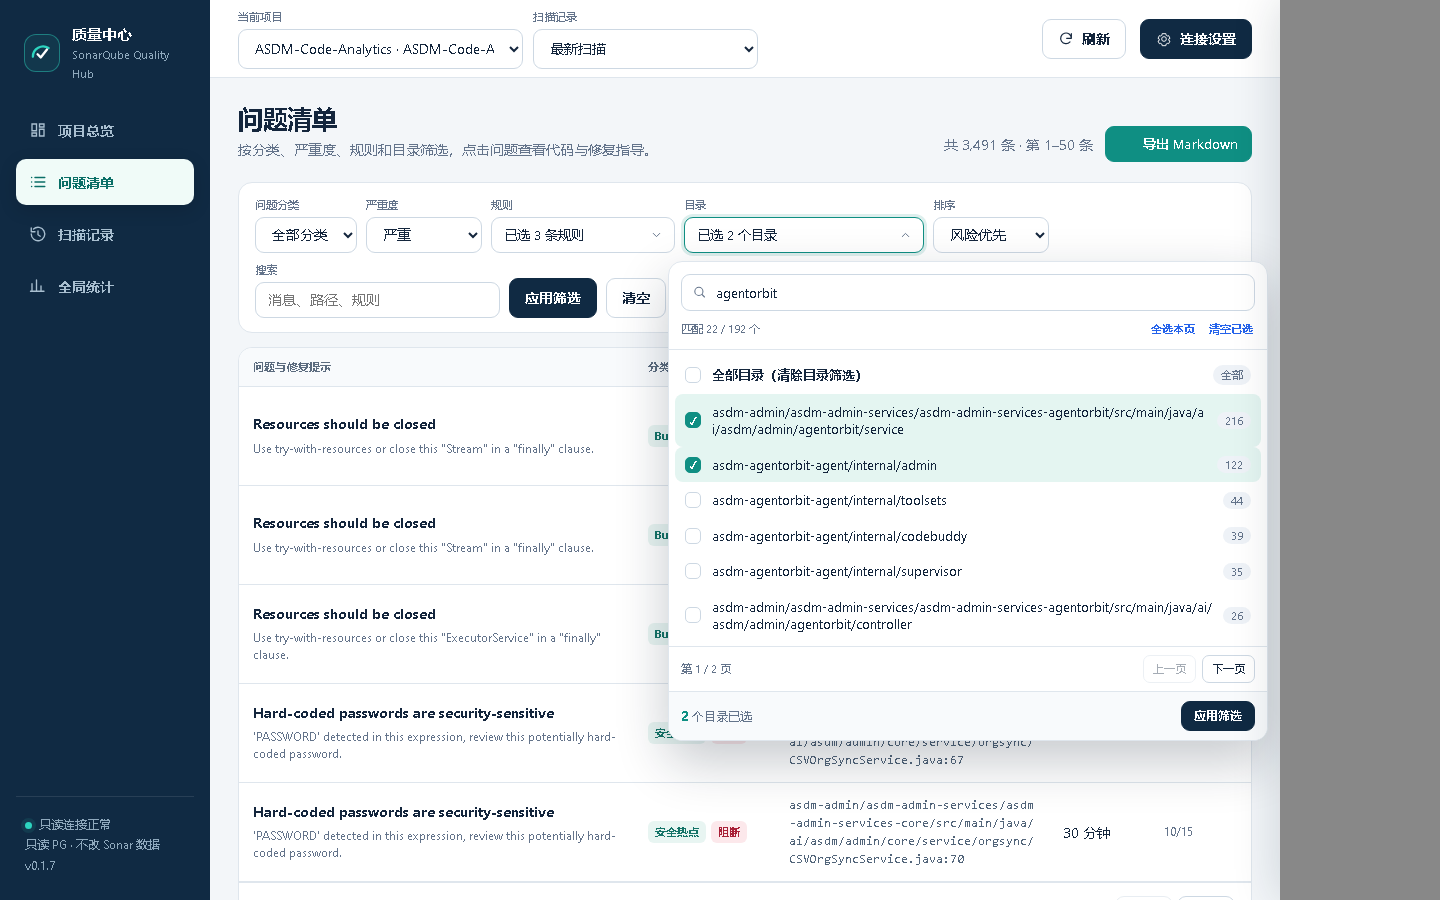 质量中心
SonarQube Quality
Hub
项目总览
问题清单
扫描记录
全局统计
只读连接正常
只读 PG · 不改 Sonar 数据
v0.1.7
当前项目
扫描记录
ASDM-Code-Analytics · ASDM-Code-A
最新扫描
刷新
连接设置
问题清单
按分类、严重度、规则和目录筛选，点击问题查看代码与修复指导。
共 3,491 条 · 第 1–50 条
导出 Markdown
问题分类
严重度
规则
目录
排序
全部分类
严重
已选 3 条规则
已选 2 个目录
风险优先
搜索
消息、路径、规则
应用筛选
清空
agentorbit
匹配 22 / 192 个
全选本页
清空已选
全部目录（清除目录筛选）
全部
asdm-admin/asdm-admin-services/asdm-admin-services-agentorbit/src/main/java/a
i/asdm/admin/agentorbit/service
216
asdm-agentorbit-agent/internal/admin
122
asdm-agentorbit-agent/internal/toolsets
44
asdm-agentorbit-agent/internal/codebuddy
39
asdm-agentorbit-agent/internal/supervisor
35
asdm-admin/asdm-admin-services/asdm-admin-services-agentorbit/src/main/java/ai/
asdm/admin/agentorbit/controller
26
第 1 / 2 页
上一页
下一页
2 个目录已选
应用筛选
问题与修复提示
分类
Resources should be closed
Use try-with-resources or close this "Stream" in a "finally" clause.
Bu
Resources should be closed
Use try-with-resources or close this "Stream" in a "finally" clause.
Bu
Resources should be closed
Use try-with-resources or close this "ExecutorService" in a "finally"
clause.
Bu
Hard-coded passwords are security-sensitive
'PASSWORD' detected in this expression, review this potentially hard-
coded password.
安全
ai/asdm/admin/core/service/orgsync/
CSVOrgSyncService.java:67
Hard-coded passwords are security-sensitive
'PASSWORD' detected in this expression, review this potentially hard-
coded password.
安全热点
阻断
asdm-admin/asdm-admin-services/asdm
-admin-services-core/src/main/java/
ai/asdm/admin/core/service/orgsync/
CSVOrgSyncService.java:70
30 分钟
10/15